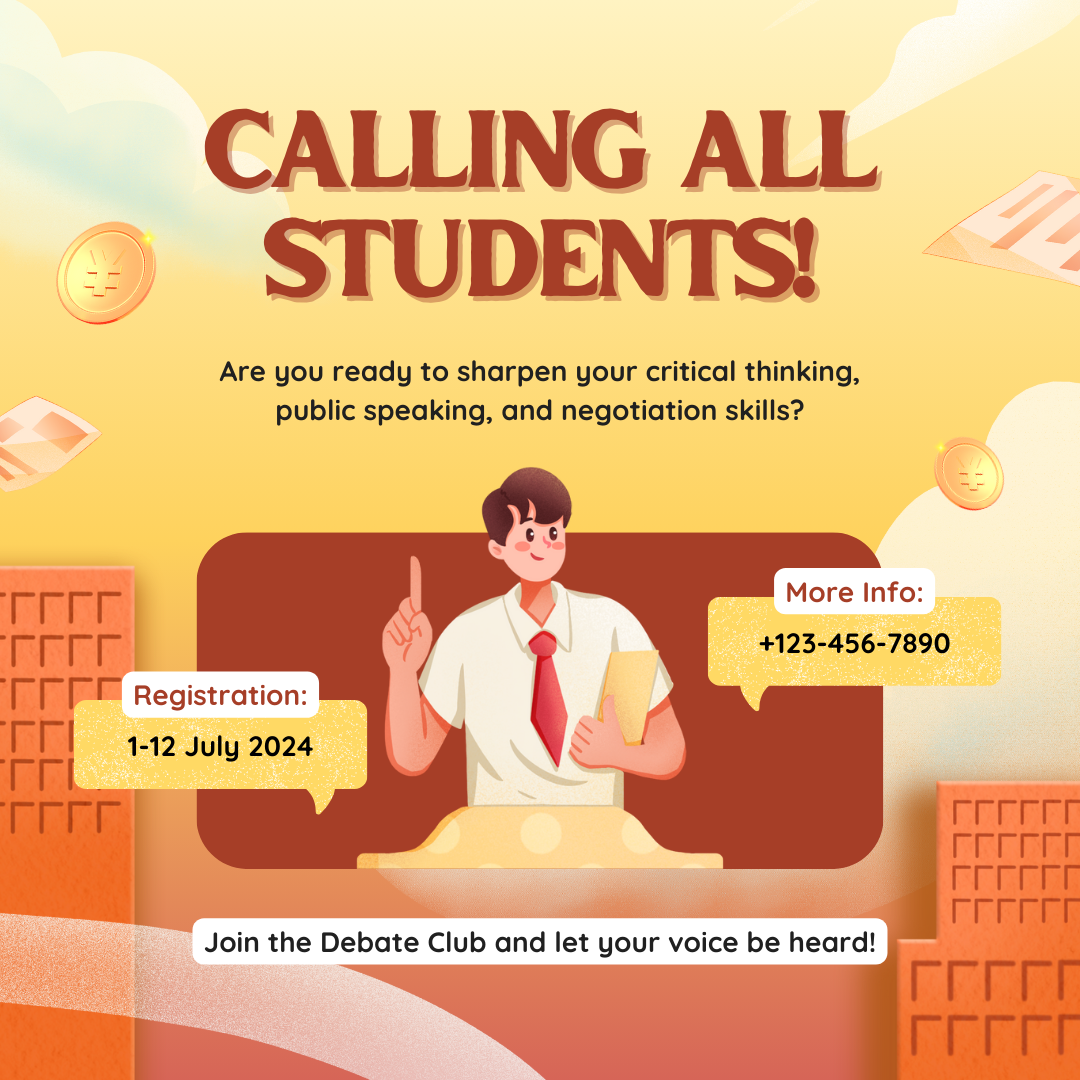 CALLING ALL
STUDENTS!
Are you ready to sharpen your critical thinking,
public speaking, and negotiation skills?
More Info:
+123-456-7890
Registration:
1-12 July 2024
Join the Debate Club and let your voice be heard!